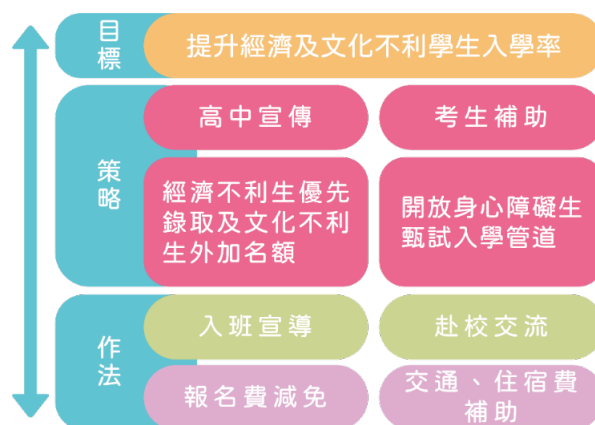 目標
提升經濟及文化不利學生入學率
策略
高中宣傳
考生補助
經濟不利生優先
錄取及文化不利
生外加名額
開放身心障礙生
甄試入學管道
作法
入班宣導
赴校交流
報名費減免
交通、住宿費
補助